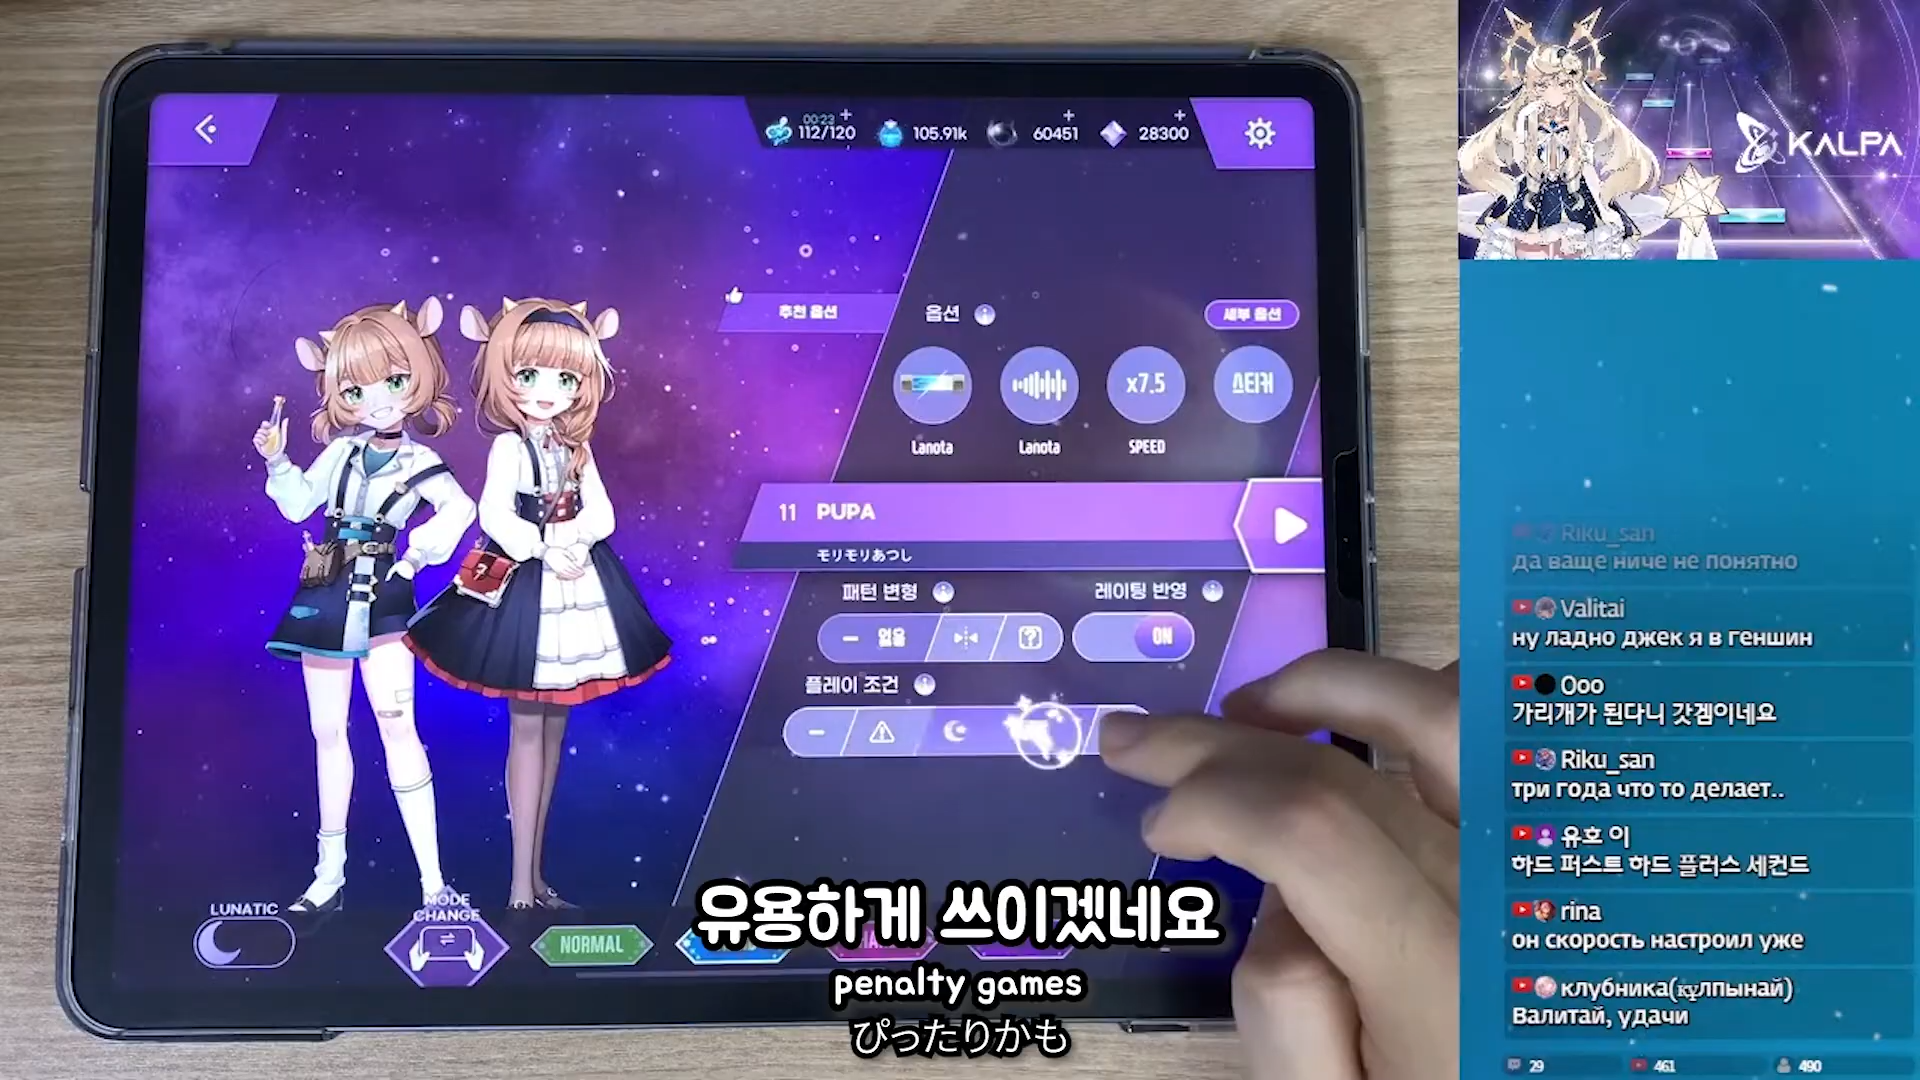 00:23
112/120
105.91k
60451
28300
추천 옵션
옵션
세부 옵션
x7.5
스티커
Lanota
Lanota
SPEED
11 PUPA
モリモリあつし
패턴 변형
레이팅 반영
없음
ON
플레이 조건
LUNATIC
MODE
CHANGE
NORMAL
유용하게 쓰이겠네요
penalty games
ぴったりかも
KALPA
Riku_san
да ваще ниче не понятно
Valitai
ну ладно джек я в геншин
Ooo
가리개가 된다니 갓겜이네요
Riku_san
три года что то делает..
유호 이
하드 퍼스트 하드 플러스 세컨드
rina
он скорость настроил уже
клубника(құлпынай)
Валитай, удачи
29
461
490